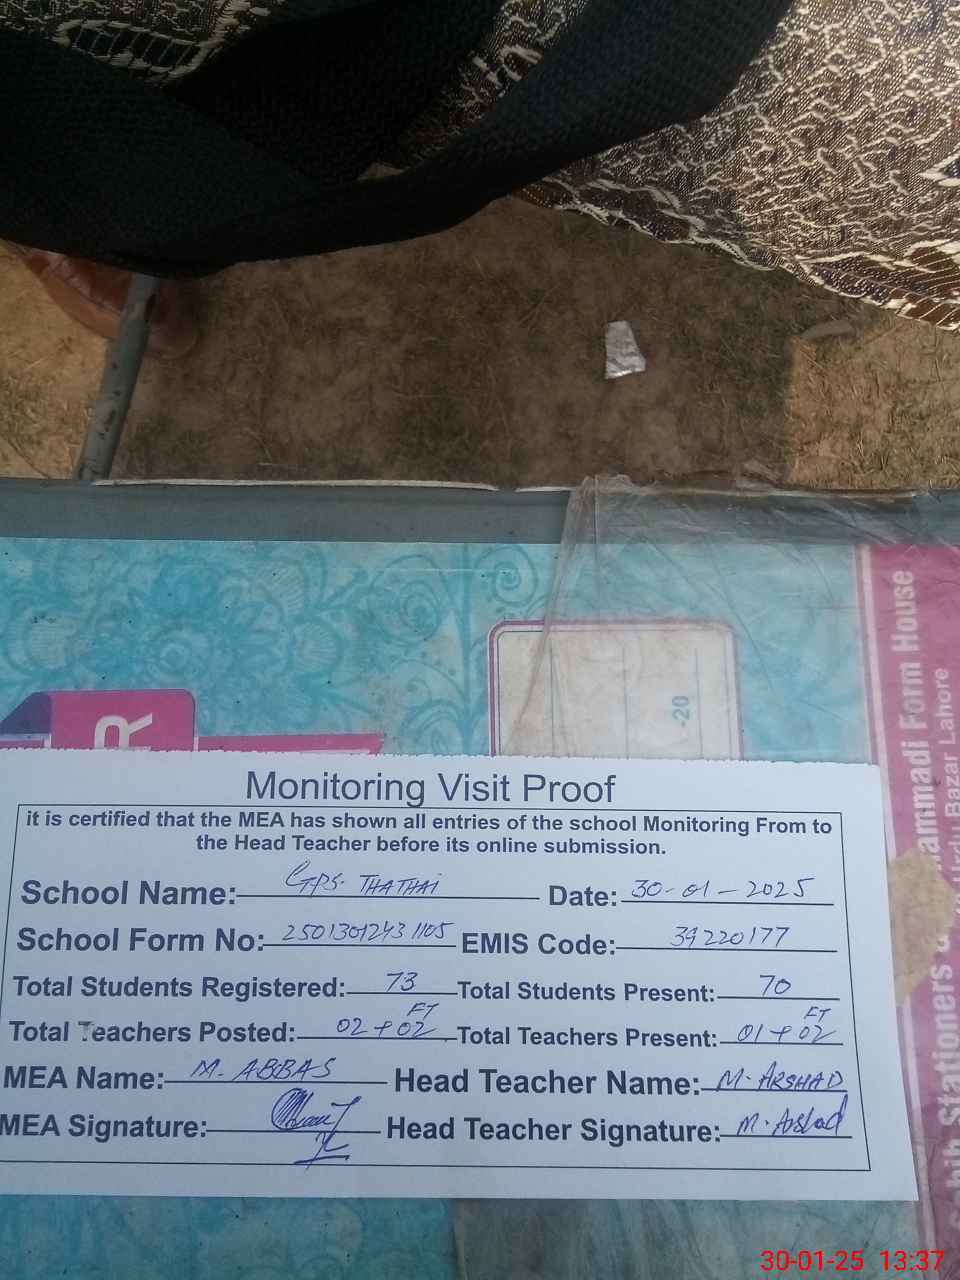 R
-20
Monitoring Visit Proof
it is certified that the MEA has shown all entries of the school Monitoring From to
the Head Teacher before its online submission.
School Name: GPS. THATHAI Date: 30-01-2025
School Form No: 25013012431105 EMIS Code: 39220177
Total Students Registered: 73 Total Students Present: 70
Total Teachers Posted: 02+02 FT Total Teachers Present: 01+02 FT
MEA Name: M. ABBAS Head Teacher Name: M. ARSHAD
MEA Signature: Head Teacher Signature: M. Arshad
Form House
Urdu Bazar Lahore
Stationers &
30-01-25 13:37